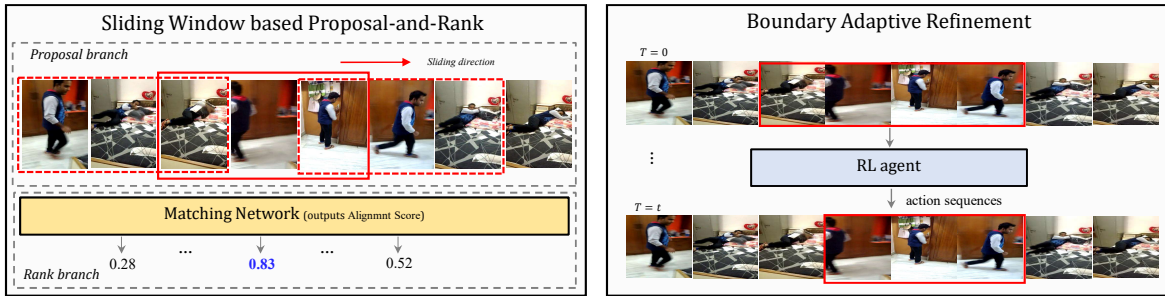 Sliding Window based Proposal-and-Rank
Proposal branch
Sliding direction
Matching Network (outputs Alignmnt Score)
0.28 ... 0.83 ... 0.52
Rank branch
Boundary Adaptive Refinement
T = 0
⋮
RL agent
action sequences
T = t